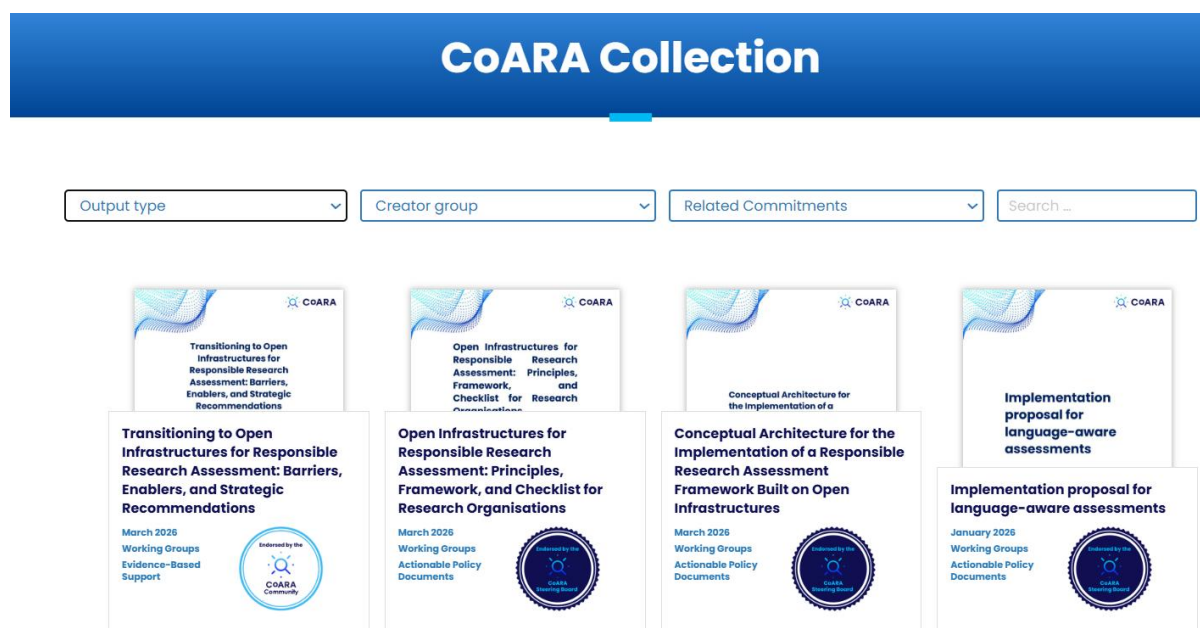 CoARA Collection
Output type
Creator group
Related Commitments
Search ...
CoARA
Transitioning to Open
Infrastructures for
Responsible Research
Assessment: Barriers,
Enablers, and Strategic
Recommendations
Transitioning to Open
Infrastructures for Responsible
Research Assessment: Barriers,
Enablers, and Strategic
Recommendations
March 2026
Working Groups
Evidence-Based
Support
Endorsed by the
CoARA
Community
CoARA
Open Infrastructures for
Responsible Research
Assessment: Principles,
Framework, and
Checklist for Research
Organisations
Open Infrastructures for
Responsible Research
Assessment: Principles,
Framework, and Checklist for
Research Organisations
March 2026
Working Groups
Actionable Policy
Documents
Endorsed by the
CoARA
Steering Board
CoARA
Conceptual Architecture for
the Implementation of a
Conceptual Architecture for the
Implementation of a Responsible
Research Assessment
Framework Built on Open
Infrastructures
March 2026
Working Groups
Actionable Policy
Documents
Endorsed by the
CoARA
Steering Board
CoARA
Implementation
proposal for
language-aware
assessments
Implementation proposal for
language-aware assessments
January 2026
Working Groups
Actionable Policy
Documents
Endorsed by the
CoARA
Steering Board